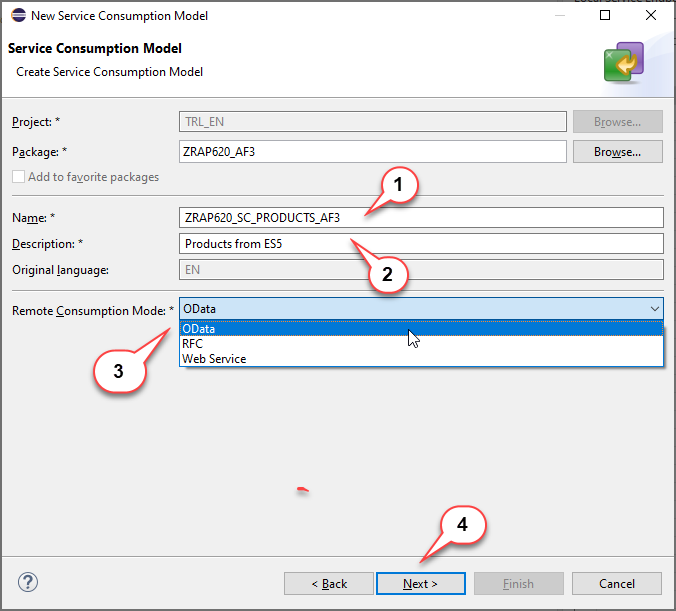 New Service Consumption Model
Service Consumption Model
Create Service Consumption Model
Project: * TRL_EN Browse...
Package: * ZRAP620_AF3 Browse...
Add to favorite packages
1
Name: * ZRAP620_SC_PRODUCTS_AF3
Description: * Products from ES5
2
Original language: EN
Remote Consumption Mode: * OData
OData
RFC
Web Service
3
4
? < Back Next > Finish Cancel